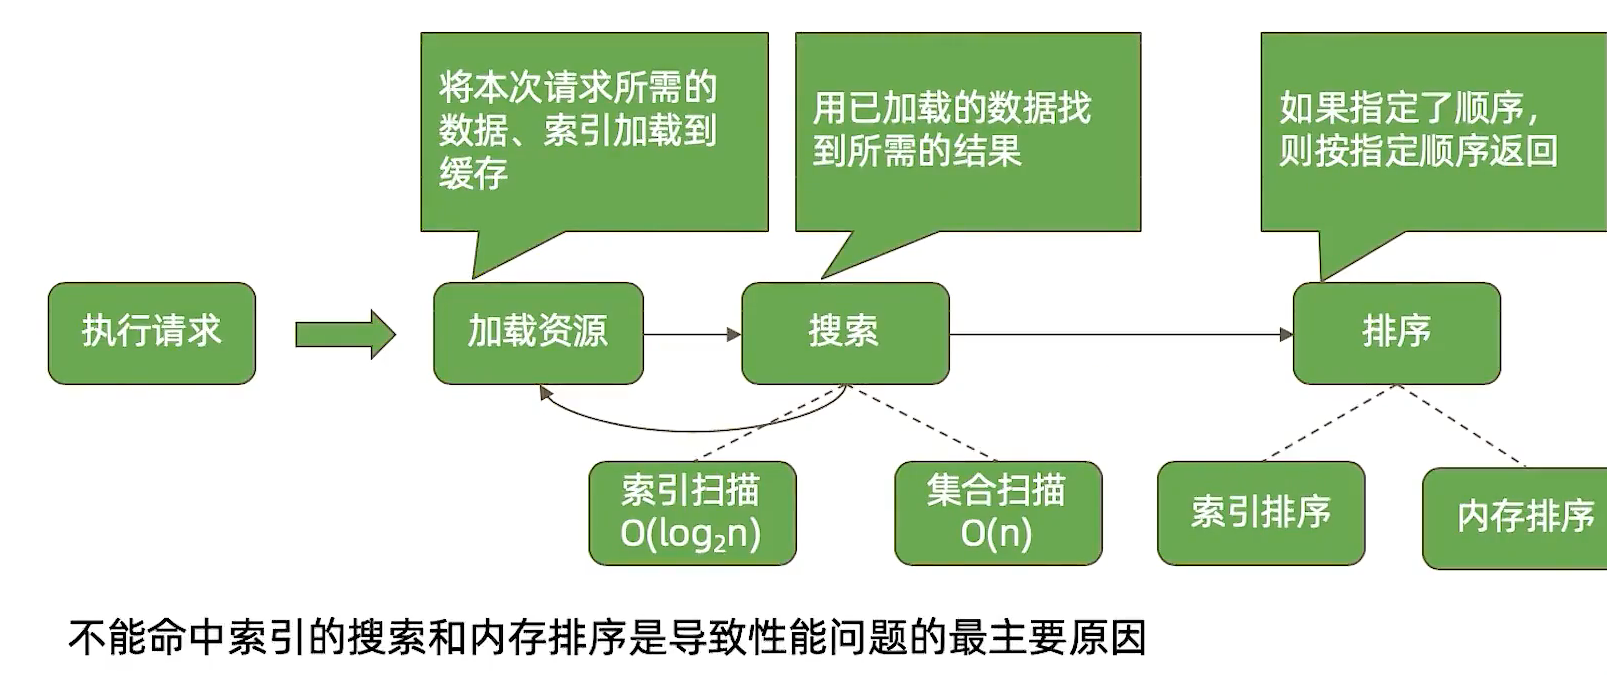 将本次请求所需的
数据、索引加载到
缓存
用已加载的数据找
到所需的结果
如果指定了顺序，
则按指定顺序返回
执行请求
加载资源
搜索
排序
索引扫描
O(log₂n)
集合扫描
O(n)
索引排序
内存排序
不能命中索引的搜索和内存排序是导致性能问题的最主要原因